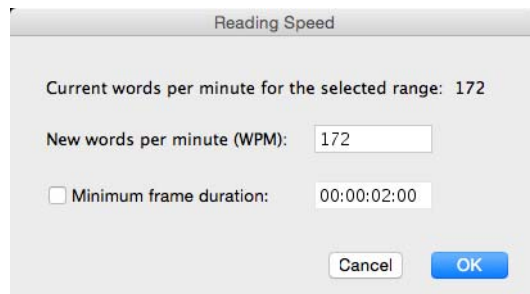 Reading Speed
Current words per minute for the selected range: 172
New words per minute (WPM): 172
Minimum frame duration: 00:00:02:00
Cancel OK